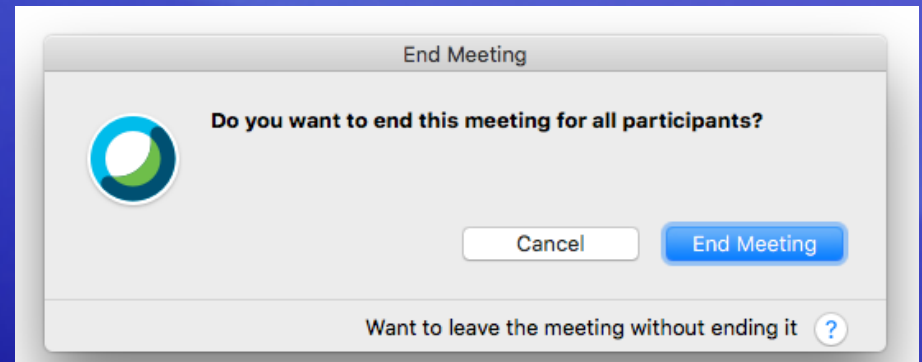 End Meeting
Do you want to end this meeting for all participants?
Cancel End Meeting
Want to leave the meeting without ending it ?